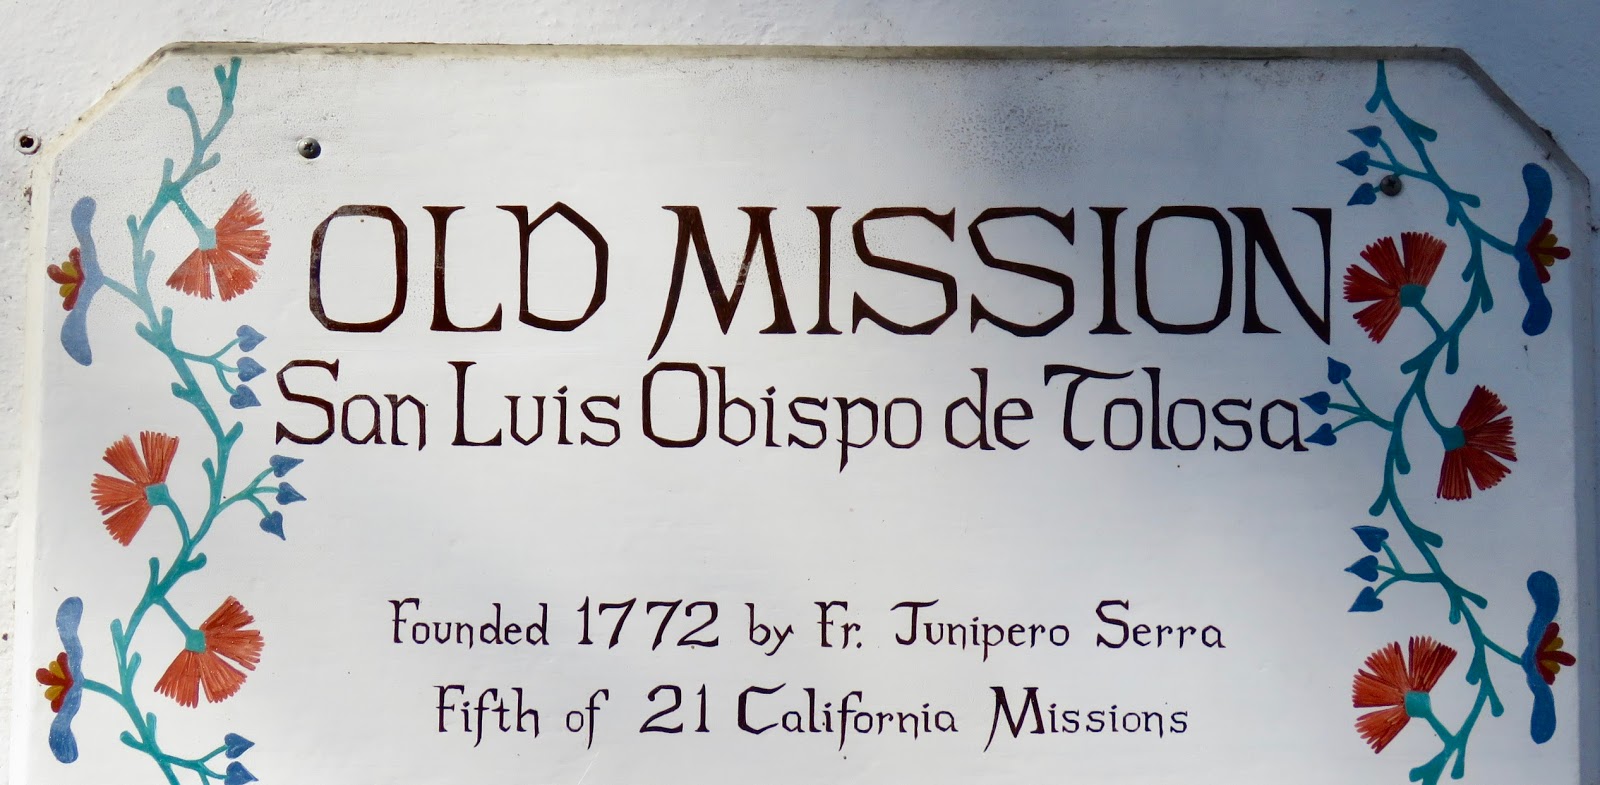 OLD MISSION
San Luis Obispo de Tolosa
Founded 1772 by Fr. Junipero Serra
Fifth of 21 California Missions